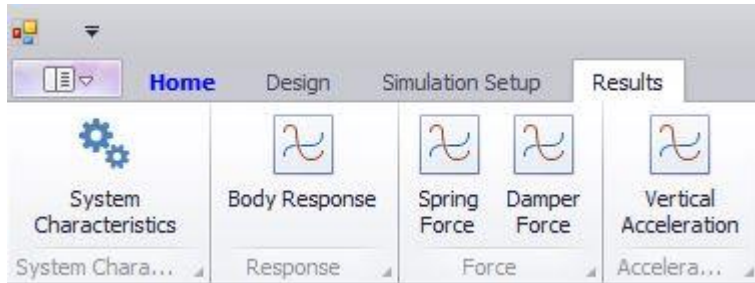 Home Design Simulation Setup Results
System Characteristics
Body Response
Spring Force
Damper Force
Vertical Acceleration
System Chara... Response Force Accelera...